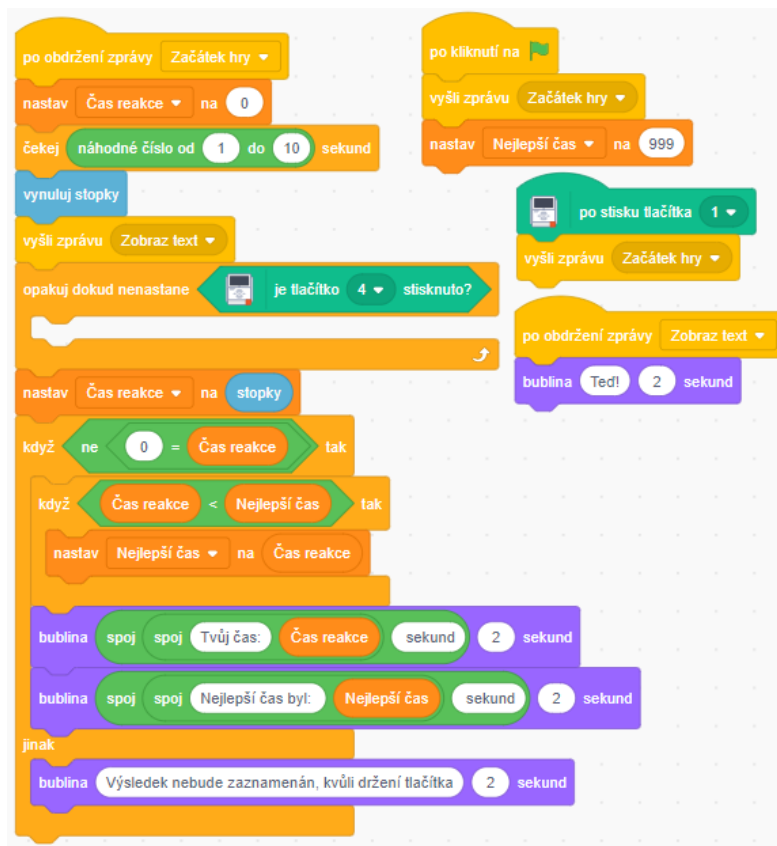 po obdržení zprávy Začátek hry
nastav Čas reakce na 0
čekej náhodné číslo od 1 do 10 sekund
vynuluj stopky
vyšli zprávu Zobraz text
opakuj dokud nenastane je tlačítko 4 stisknuto?
nastav Čas reakce na stopky
když ne 0 = Čas reakce tak
když Čas reakce < Nejlepší čas tak
nastav Nejlepší čas na Čas reakce
bublina spoj spoj Tvůj čas: Čas reakce sekund 2 sekund
bublina spoj spoj Nejlepší čas byl: Nejlepší čas sekund 2 sekund
jinak
bublina Výsledek nebude zaznamenán, kvůli držení tlačítka 2 sekund
po kliknutí na
vyšli zprávu Začátek hry
nastav Nejlepší čas na 999
po stisku tlačítka 1
vyšli zprávu Začátek hry
po obdržení zprávy Zobraz text
bublina Teď! 2 sekund